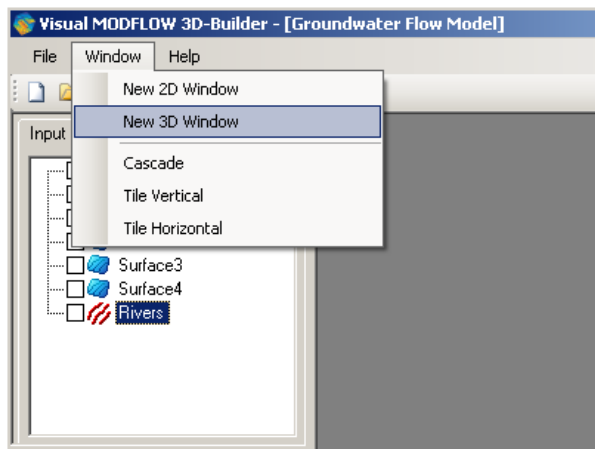 Visual MODFLOW 3D-Builder - [Groundwater Flow Model]
File Window Help
New 2D Window
New 3D Window
Input
Cascade
Tile Vertical
Tile Horizontal
Surface3
Surface4
Rivers